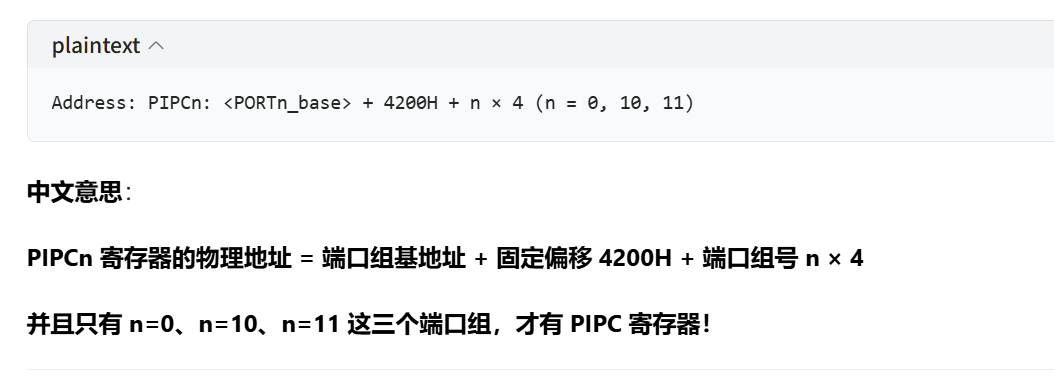 plaintext
Address: PIPCn: <PORTn_base> + 4200H + n × 4 (n = 0, 10, 11)
中文意思：
PIPCn 寄存器的物理地址 = 端口组基地址 + 固定偏移 4200H + 端口组号 n × 4
并且只有 n=0、n=10、n=11 这三个端口组，才有 PIPC 寄存器！